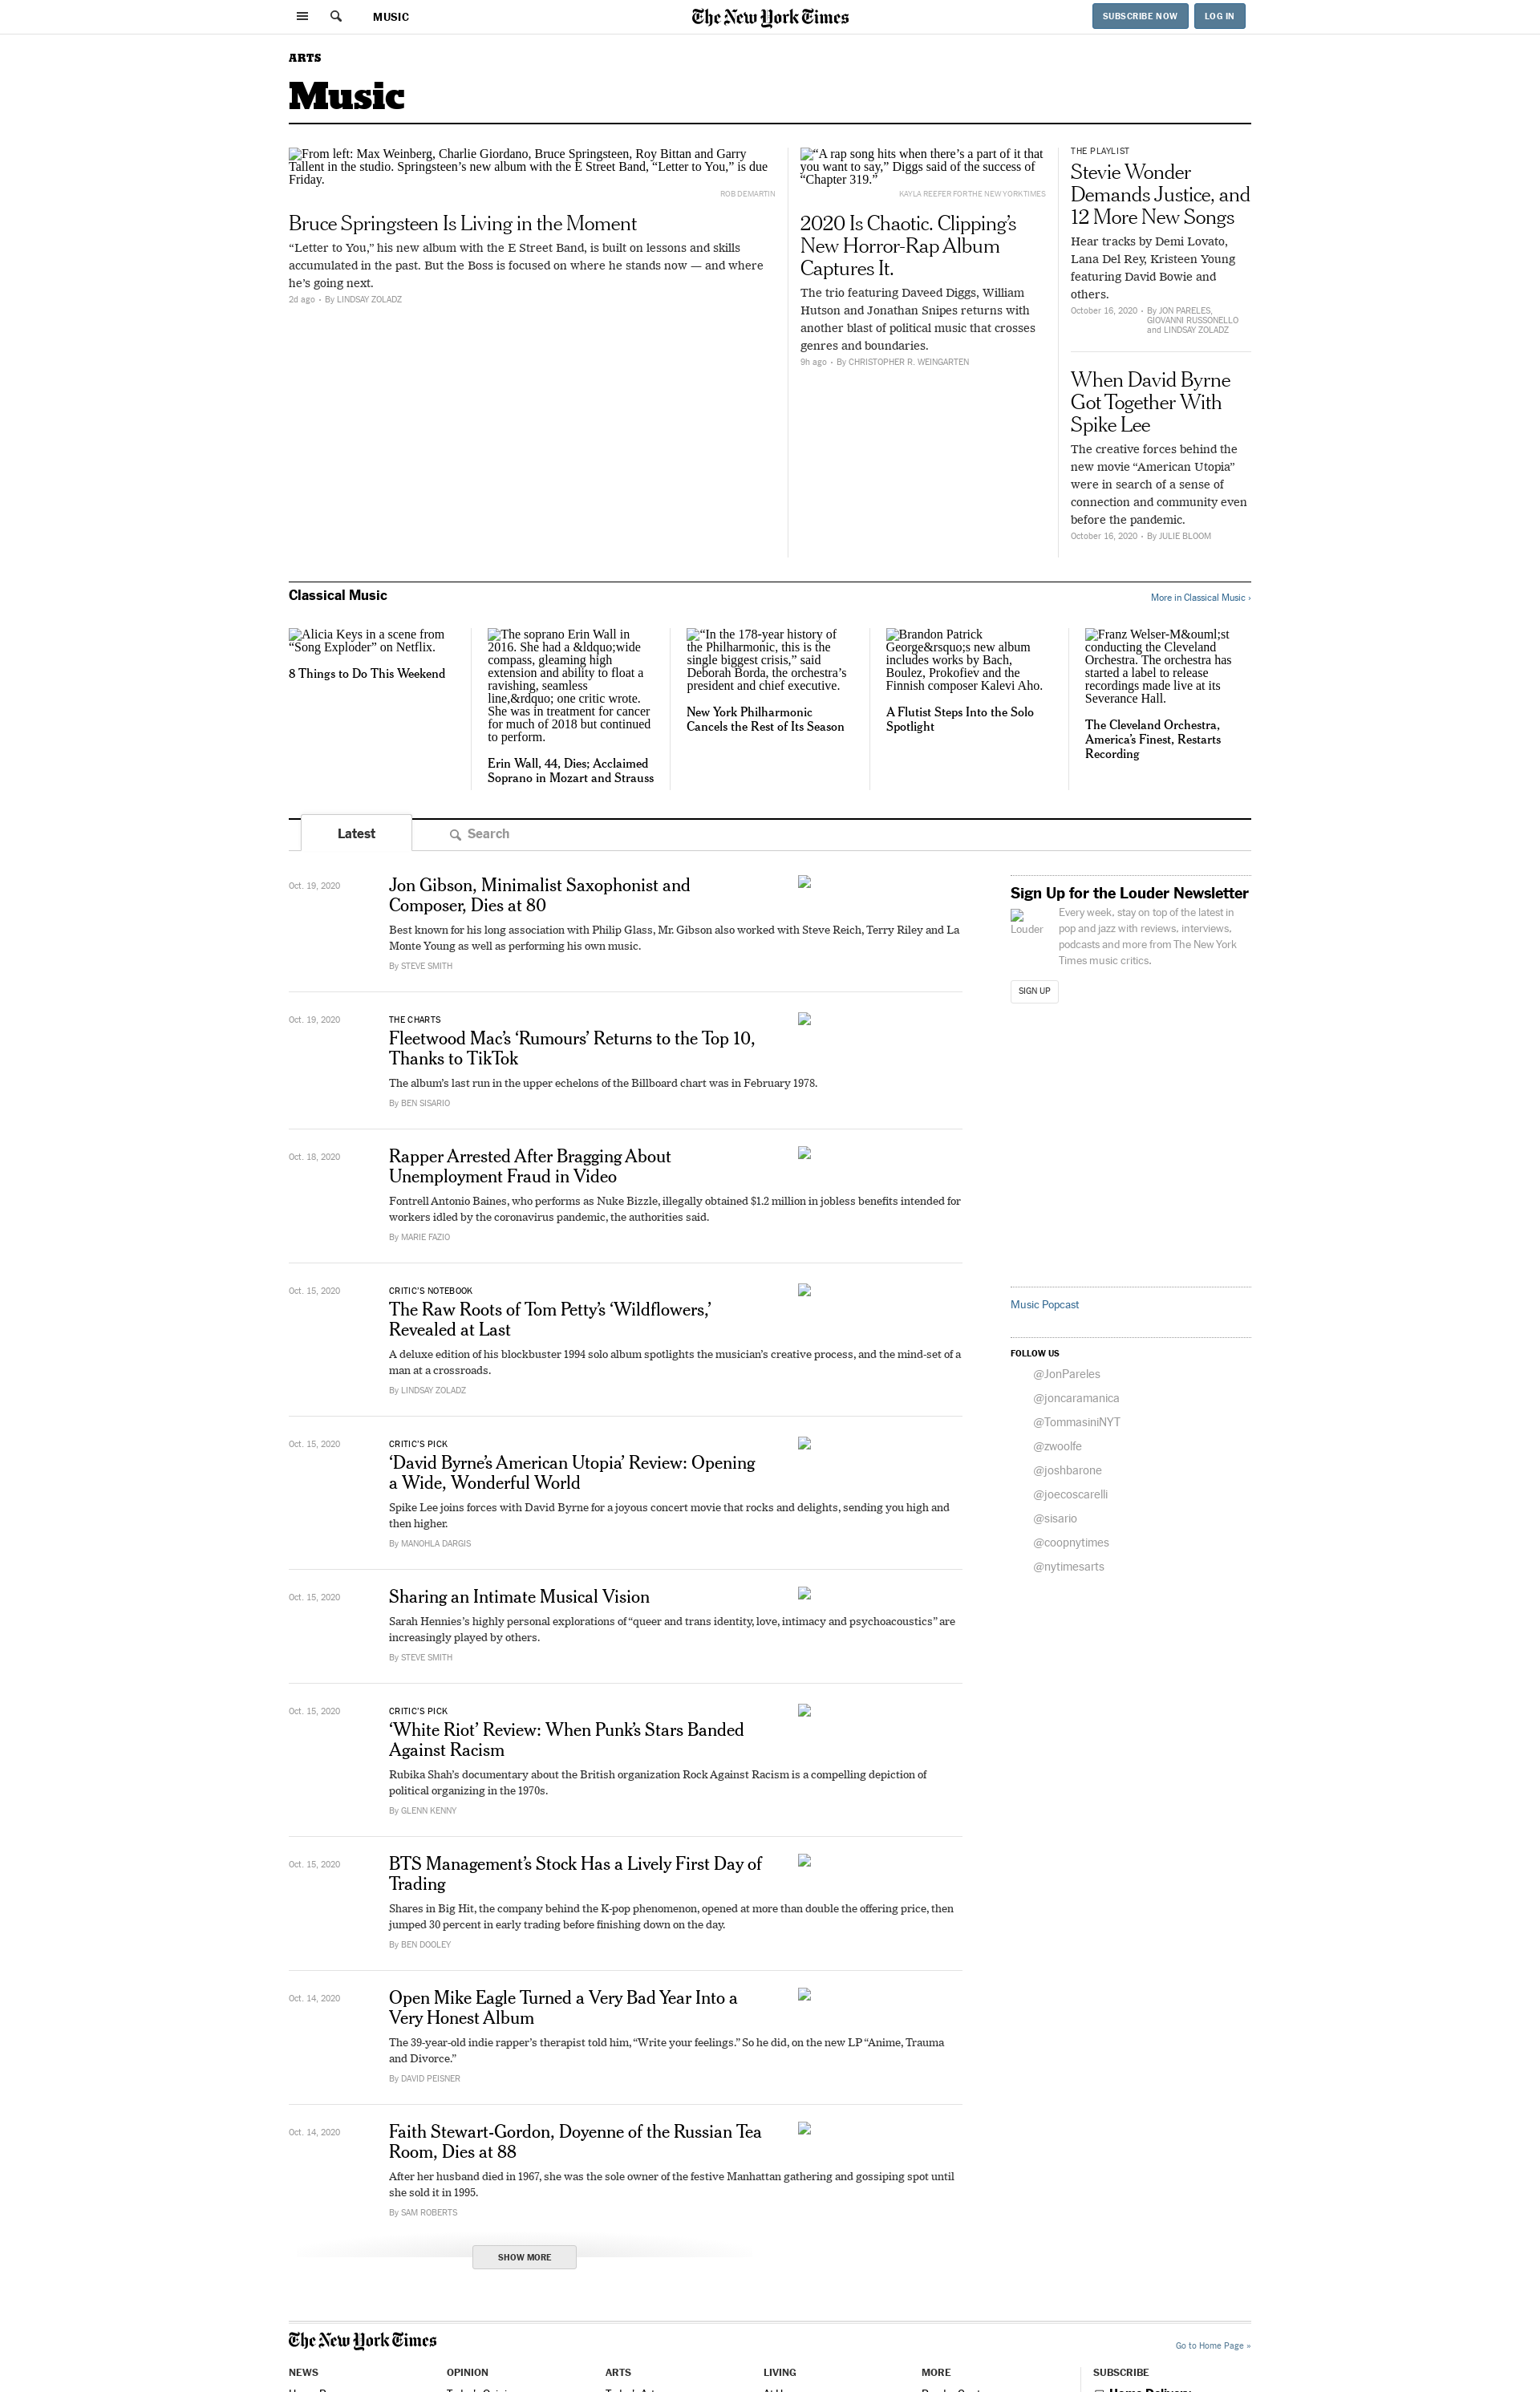 MUSIC
The New York Times
SUBSCRIBE NOW
LOG IN
ARTS
Music
From left: Max Weinberg, Charlie Giordano, Bruce Springsteen, Roy Bittan and Garry
Tallent in the studio. Springsteen’s new album with the E Street Band, “Letter to You,” is due
Friday.
ROB DEMARTIN
Bruce Springsteen Is Living in the Moment
“Letter to You,” his new album with the E Street Band, is built on lessons and skills
accumulated in the past. But the Boss is focused on where he stands now — and where
he’s going next.
2d ago • By LINDSAY ZOLADZ
“A rap song hits when there’s a part of it that
you want to say,” Diggs said of the success of
“Chapter 319.”
KAYLA REEFER FOR THE NEW YORK TIMES
2020 Is Chaotic. Clipping’s
New Horror-Rap Album
Captures It.
The trio featuring Daveed Diggs, William
Hutson and Jonathan Snipes returns with
another blast of political music that crosses
genres and boundaries.
9h ago • By CHRISTOPHER R. WEINGARTEN
THE PLAYLIST
Stevie Wonder
Demands Justice, and
12 More New Songs
Hear tracks by Demi Lovato,
Lana Del Rey, Kristeen Young
featuring David Bowie and
others.
October 16, 2020 • By JON PARELES,
GIOVANNI RUSSONELLO
and LINDSAY ZOLADZ
When David Byrne
Got Together With
Spike Lee
The creative forces behind the
new movie “American Utopia”
were in search of a sense of
connection and community even
before the pandemic.
October 16, 2020 • By JULIE BLOOM
Classical Music
More in Classical Music ›
Alicia Keys in a scene from
“Song Exploder” on Netflix.
8 Things to Do This Weekend
The soprano Erin Wall in
2016. She had a &ldquo;wide
compass, gleaming high
extension and ability to float a
ravishing, seamless
line,&rdquo; one critic wrote.
She was in treatment for cancer
for much of 2018 but continued
to perform.
Erin Wall, 44, Dies; Acclaimed
Soprano in Mozart and Strauss
“In the 178-year history of
the Philharmonic, this is the
single biggest crisis,” said
Deborah Borda, the orchestra’s
president and chief executive.
New York Philharmonic
Cancels the Rest of Its Season
Brandon Patrick
George&rsquo;s new album
includes works by Bach,
Boulez, Prokofiev and the
Finnish composer Kalevi Aho.
A Flutist Steps Into the Solo
Spotlight
Franz Welser-M&ouml;st
conducting the Cleveland
Orchestra. The orchestra has
started a label to release
recordings made live at its
Severance Hall.
The Cleveland Orchestra,
America’s Finest, Restarts
Recording
Latest
Search
Oct. 19, 2020
Jon Gibson, Minimalist Saxophonist and
Composer, Dies at 80
Best known for his long association with Philip Glass, Mr. Gibson also worked with Steve Reich, Terry Riley and La
Monte Young as well as performing his own music.
By STEVE SMITH
Oct. 19, 2020
THE CHARTS
Fleetwood Mac’s ‘Rumours’ Returns to the Top 10,
Thanks to TikTok
The album’s last run in the upper echelons of the Billboard chart was in February 1978.
By BEN SISARIO
Oct. 18, 2020
Rapper Arrested After Bragging About
Unemployment Fraud in Video
Fontrell Antonio Baines, who performs as Nuke Bizzle, illegally obtained $1.2 million in jobless benefits intended for
workers idled by the coronavirus pandemic, the authorities said.
By MARIE FAZIO
Oct. 15, 2020
CRITIC’S NOTEBOOK
The Raw Roots of Tom Petty’s ‘Wildflowers,’
Revealed at Last
A deluxe edition of his blockbuster 1994 solo album spotlights the musician’s creative process, and the mind-set of a
man at a crossroads.
By LINDSAY ZOLADZ
Oct. 15, 2020
CRITIC’S PICK
‘David Byrne’s American Utopia’ Review: Opening
a Wide, Wonderful World
Spike Lee joins forces with David Byrne for a joyous concert movie that rocks and delights, sending you high and
then higher.
By MANOHLA DARGIS
Oct. 15, 2020
Sharing an Intimate Musical Vision
Sarah Hennies’s highly personal explorations of “queer and trans identity, love, intimacy and psychoacoustics” are
increasingly played by others.
By STEVE SMITH
Oct. 15, 2020
CRITIC’S PICK
‘White Riot’ Review: When Punk’s Stars Banded
Against Racism
Rubika Shah’s documentary about the British organization Rock Against Racism is a compelling depiction of
political organizing in the 1970s.
By GLENN KENNY
Oct. 15, 2020
BTS Management’s Stock Has a Lively First Day of
Trading
Shares in Big Hit, the company behind the K-pop phenomenon, opened at more than double the offering price, then
jumped 30 percent in early trading before finishing down on the day.
By BEN DOOLEY
Oct. 14, 2020
Open Mike Eagle Turned a Very Bad Year Into a
Very Honest Album
The 39-year-old indie rapper’s therapist told him, “Write your feelings.” So he did, on the new LP “Anime, Trauma
and Divorce.”
By DAVID PEISNER
Oct. 14, 2020
Faith Stewart-Gordon, Doyenne of the Russian Tea
Room, Dies at 88
After her husband died in 1967, she was the sole owner of the festive Manhattan gathering and gossiping spot until
she sold it in 1995.
By SAM ROBERTS
SHOW MORE
Sign Up for the Louder Newsletter
Louder
Every week, stay on top of the latest in
pop and jazz with reviews, interviews,
podcasts and more from The New York
Times music critics.
SIGN UP
Music Popcast
FOLLOW US
@JonPareles
@joncaramanica
@TommasiniNYT
@zwoolfe
@joshbarone
@joecoscarelli
@sisario
@coopnytimes
@nytimesarts
The New York Times
Go to Home Page »
NEWS
OPINION
ARTS
LIVING
MORE
SUBSCRIBE